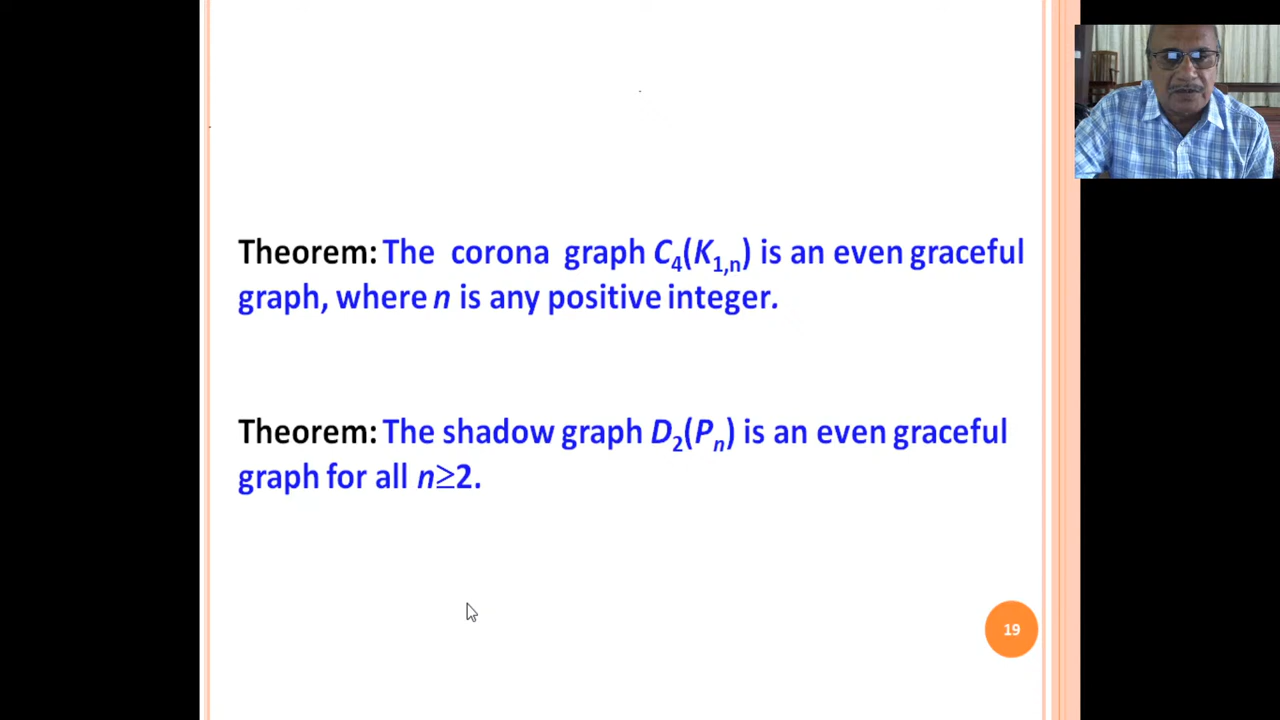 Theorem: The corona graph C₄(K₁,ₙ) is an even graceful
graph, where n is any positive integer.
Theorem: The shadow graph D₂(Pₙ) is an even graceful
graph for all n≥2.
19